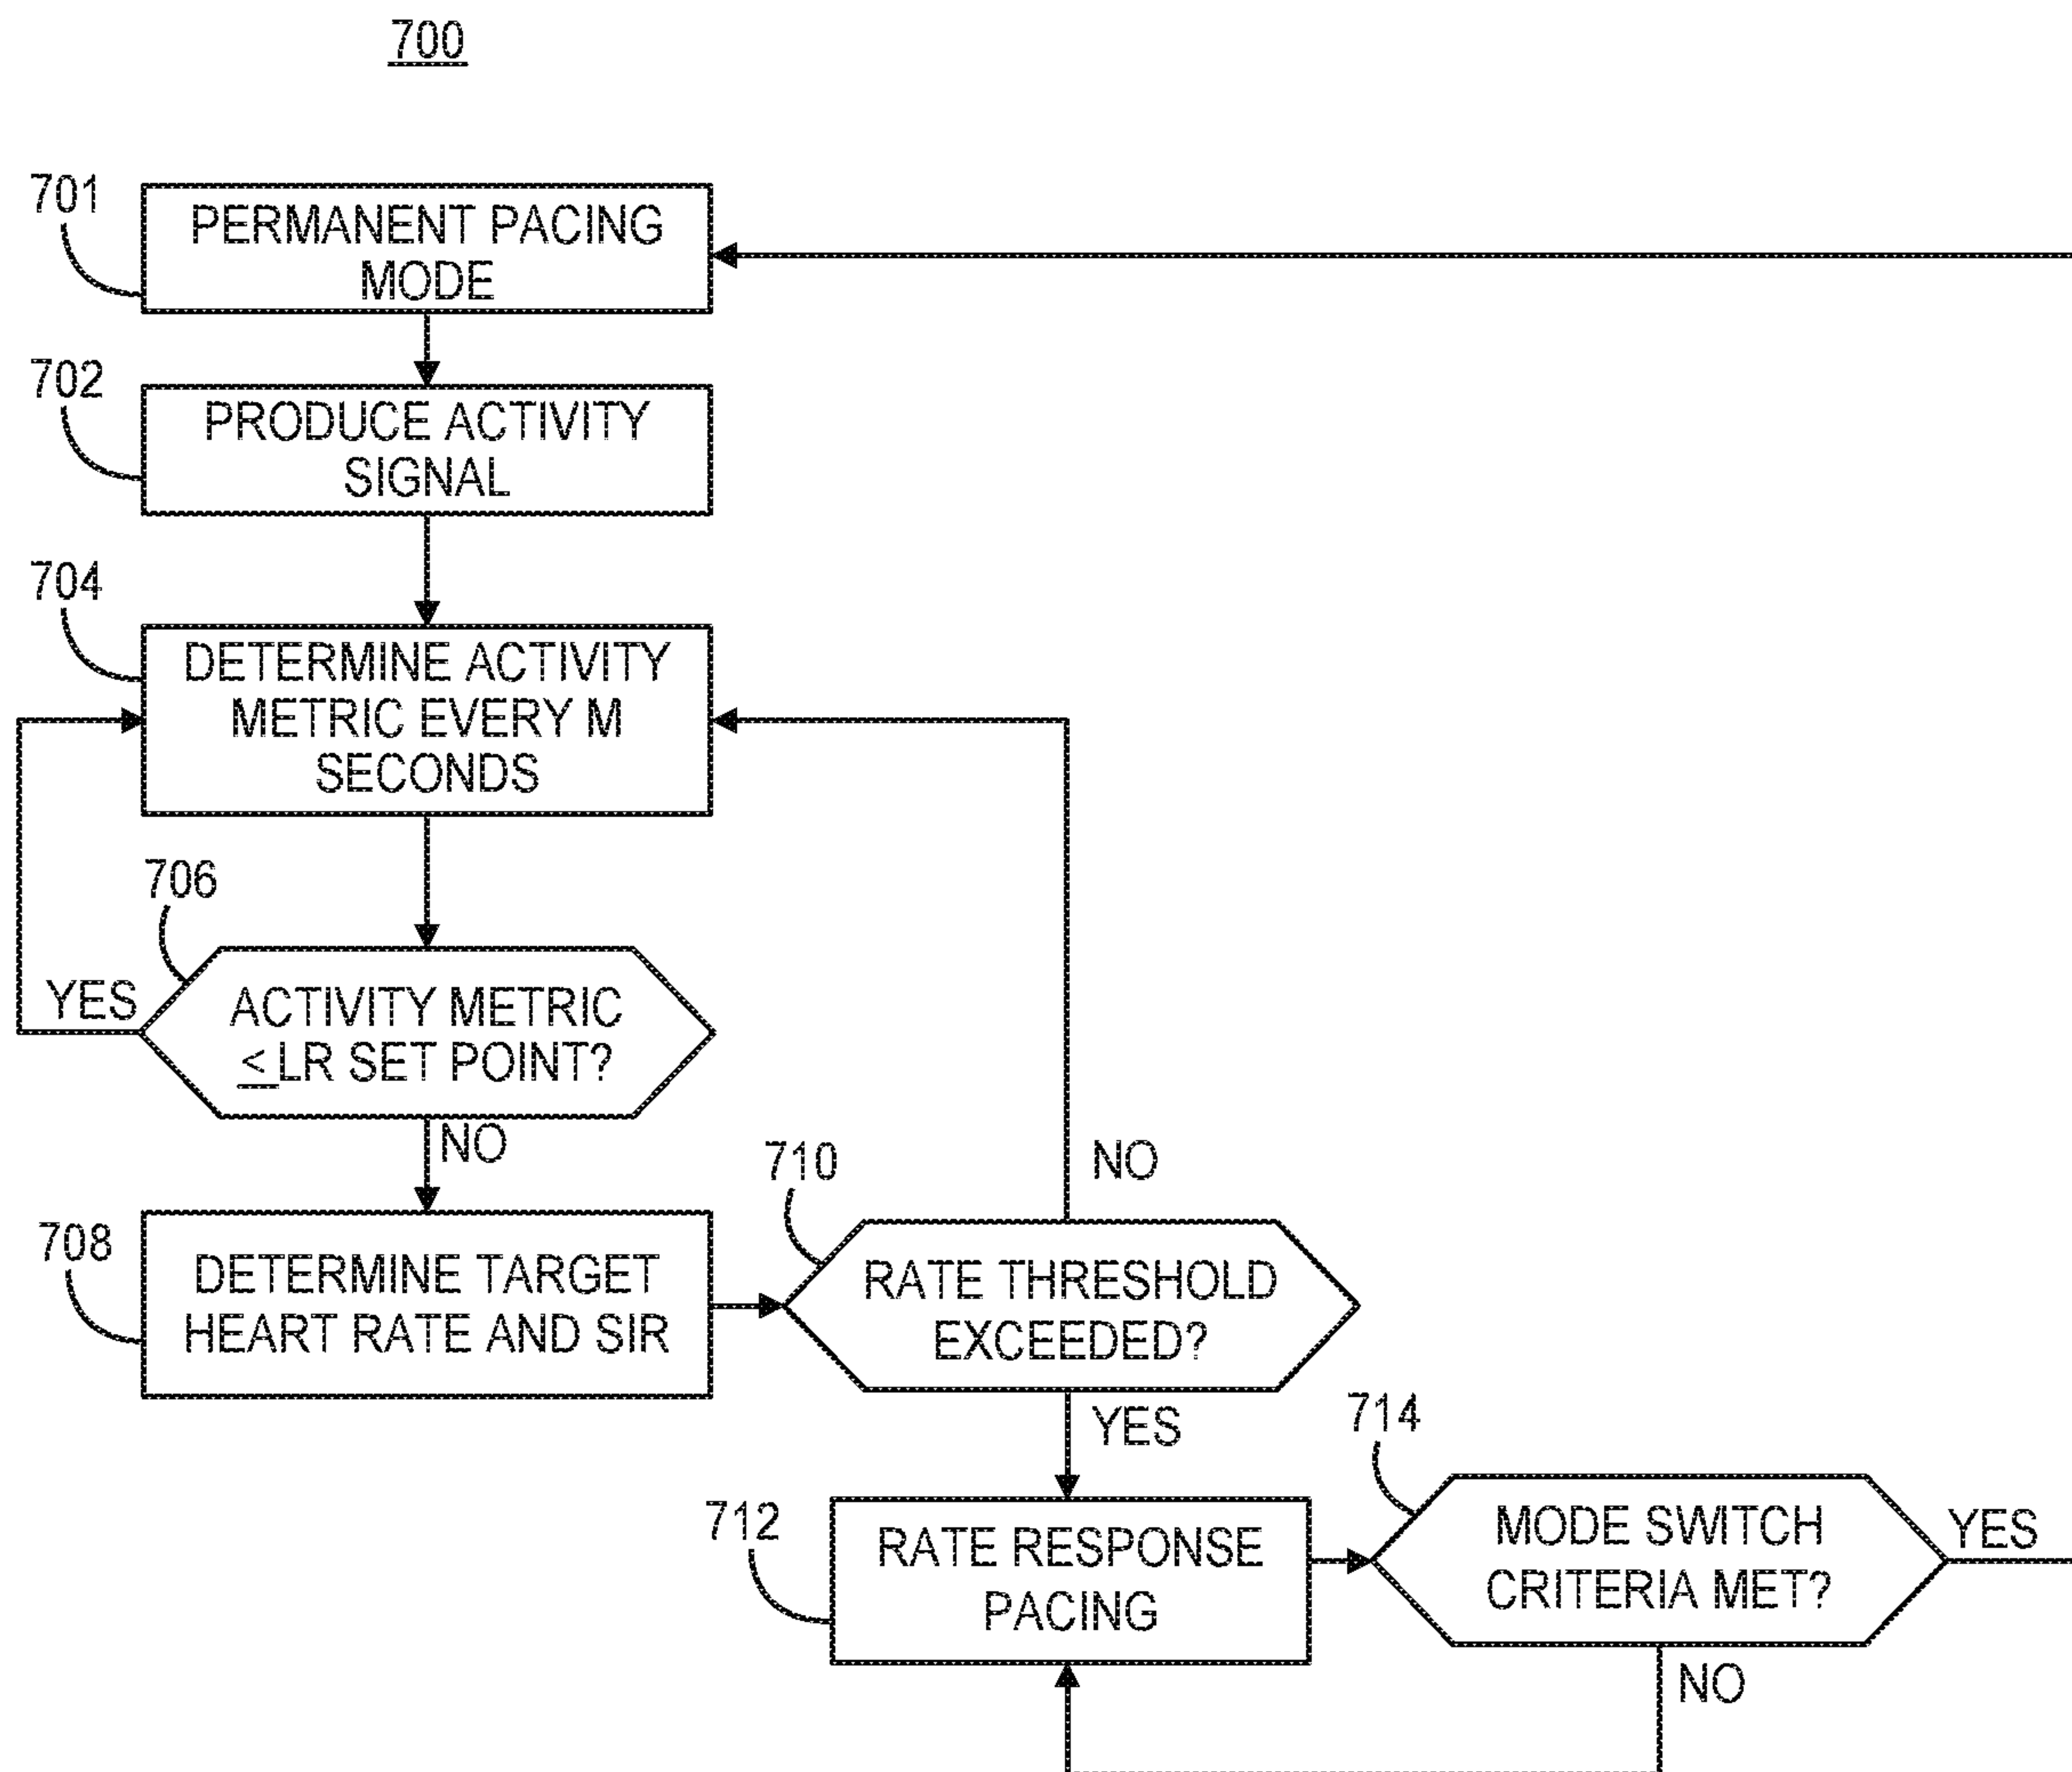 700
701
PERMANENT PACING
MODE
702
PRODUCE ACTIVITY
SIGNAL
704
DETERMINE ACTIVITY
METRIC EVERY M
SECONDS
706
YES
ACTIVITY METRIC
≤ LR SET POINT?
NO
708
DETERMINE TARGET
HEART RATE AND SIR
710
NO
RATE THRESHOLD
EXCEEDED?
YES
712
RATE RESPONSE
PACING
714
MODE SWITCH
CRITERIA MET?
YES
NO